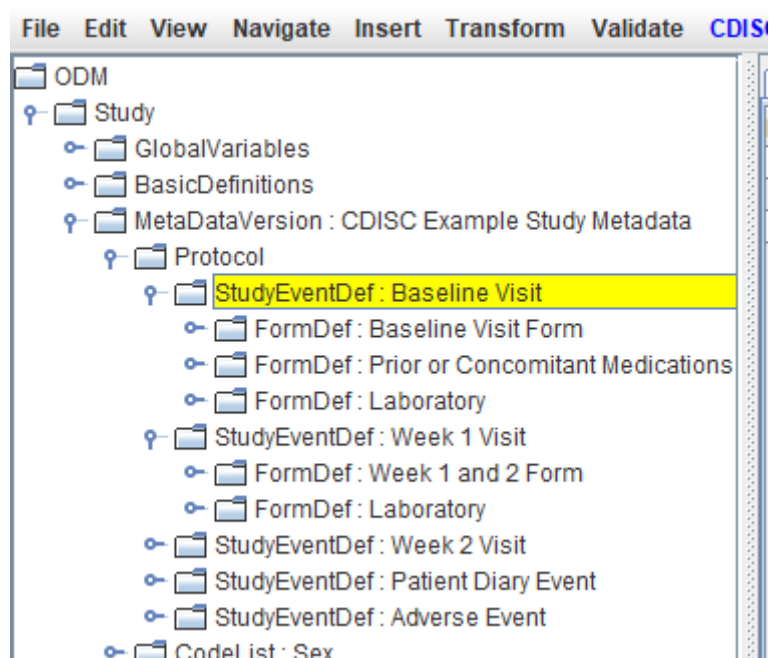 File Edit View Navigate Insert Transform Validate CDISC
ODM
Study
GlobalVariables
BasicDefinitions
MetaDataVersion : CDISC Example Study Metadata
Protocol
StudyEventDef : Baseline Visit
FormDef : Baseline Visit Form
FormDef : Prior or Concomitant Medications
FormDef : Laboratory
StudyEventDef : Week 1 Visit
FormDef : Week 1 and 2 Form
FormDef : Laboratory
StudyEventDef : Week 2 Visit
StudyEventDef : Patient Diary Event
StudyEventDef : Adverse Event
CodeList : Sex